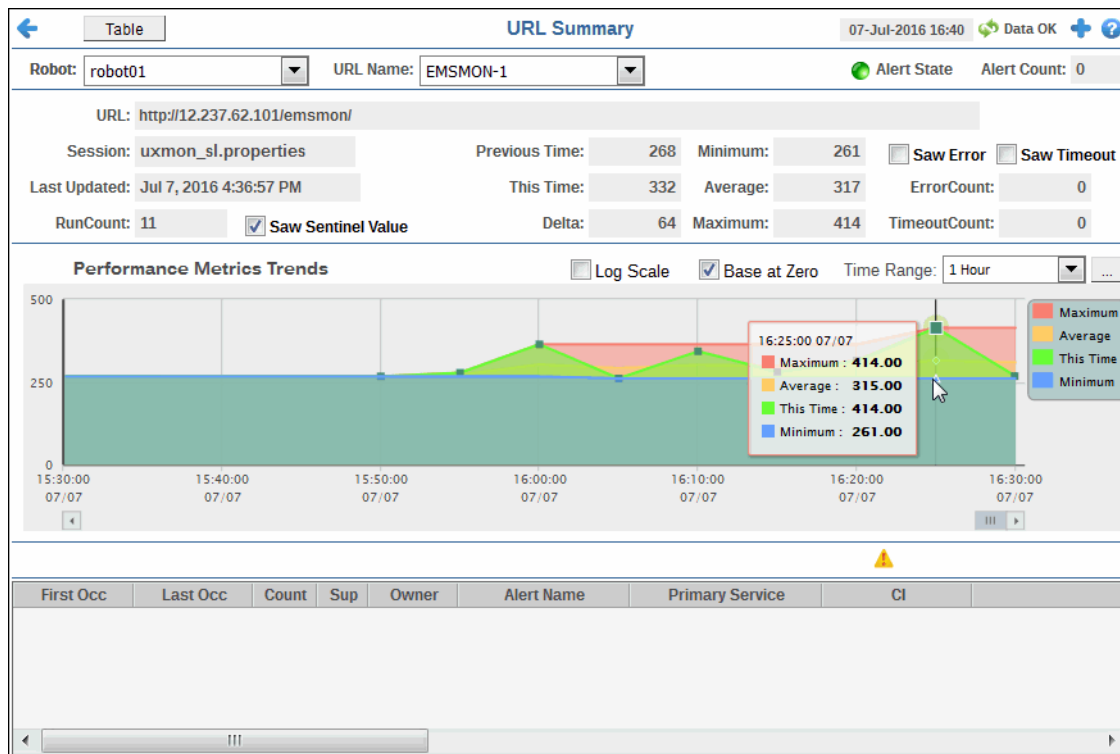 Table URL Summary 07-Jul-2016 16:40 Data OK
Robot: robot01 URL Name: EMSMON-1 Alert State Alert Count: 0
URL: http://12.237.62.101/emsmon/
Session: uxmon_sl.properties Previous Time: 268 Minimum: 261 Saw Error Saw Timeout
Last Updated: Jul 7, 2016 4:36:57 PM This Time: 332 Average: 317 ErrorCount: 0
RunCount: 11 Saw Sentinel Value Delta: 64 Maximum: 414 TimeoutCount: 0
Performance Metrics Trends Log Scale Base at Zero Time Range: 1 Hour ...
500
250
0
16:25:00 07/07
Maximum : 414.00
Average : 315.00
This Time : 414.00
Minimum : 261.00
Maximum
Average
This Time
Minimum
15:30:00 15:40:00 15:50:00 16:00:00 16:10:00 16:20:00 16:30:00
07/07 07/07 07/07 07/07 07/07 07/07 07/07
First Occ Last Occ Count Sup Owner Alert Name Primary Service CI